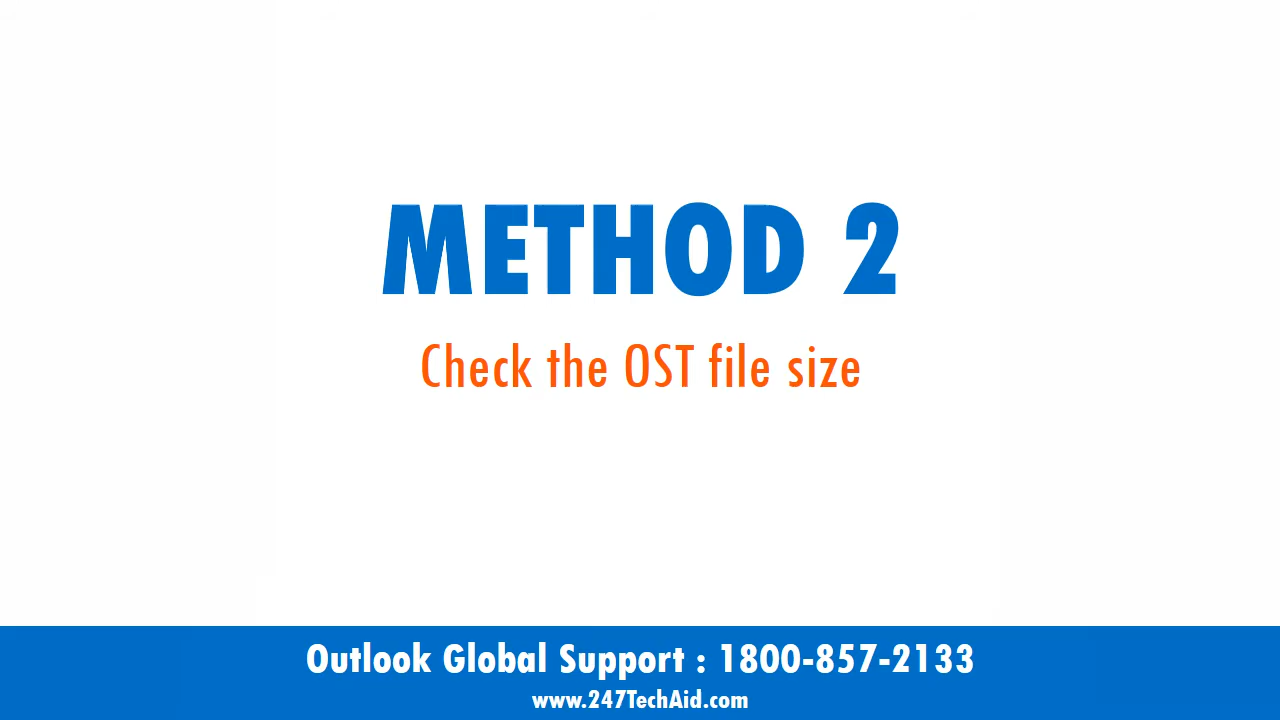 METHOD 2
Check the OST file size
Outlook Global Support : 1800-857-2133
www.247TechAid.com